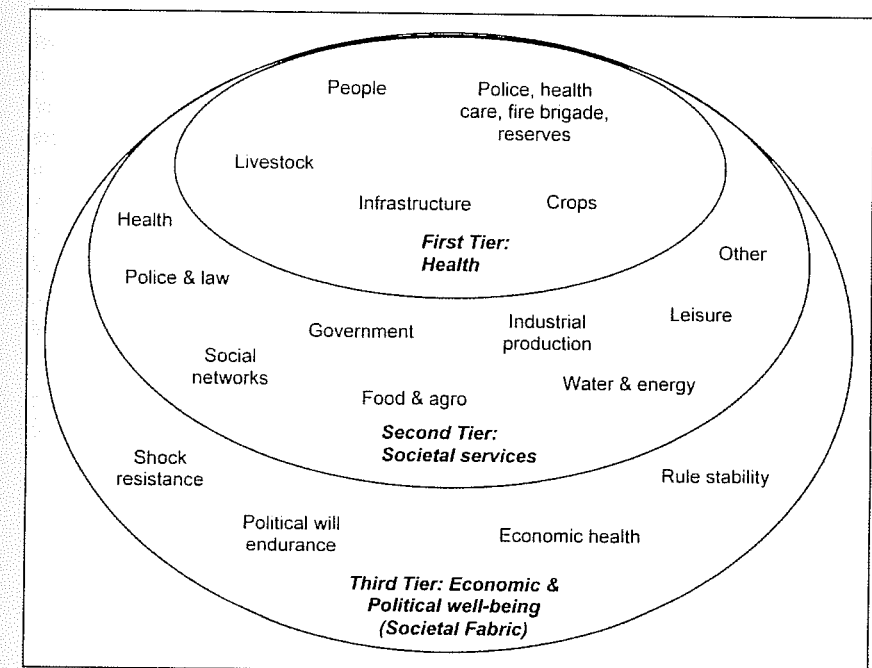 People
Police, health
care, fire brigade,
reserves
Livestock
Infrastructure
Crops
First Tier:
Health
Health
Other
Police & law
Leisure
Government
Industrial
production
Social
networks
Water & energy
Food & agro
Second Tier:
Societal services
Shock
resistance
Rule stability
Political will
endurance
Economic health
Third Tier: Economic &
Political well-being
(Societal Fabric)